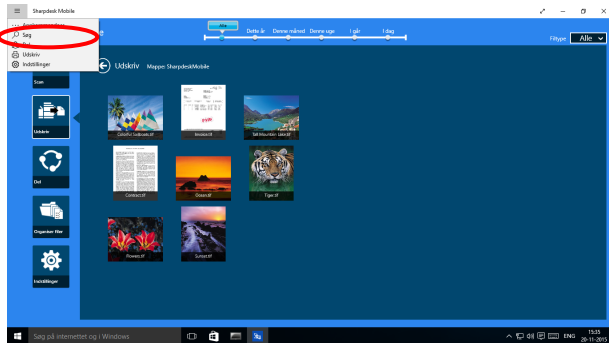 Sharpdesk Mobile
Søg
Udskriv
Indstillinger
Alle
Dette år Denne måned Denne uge I går I dag
Filtype Alle
Udskriv Mappe: SharpdeskMobile
Scan
Udskriv
Del
Organiser filer
Indstillinger
Colorful Sailboats.tif
Invoice.tif
Tall Mountain Lake.tif
Contract.tif
Ocean.tif
Tiger.tif
Flowers.tif
Sunset.tif
Søg på internettet og i Windows
ENG
15:35
20-11-2015